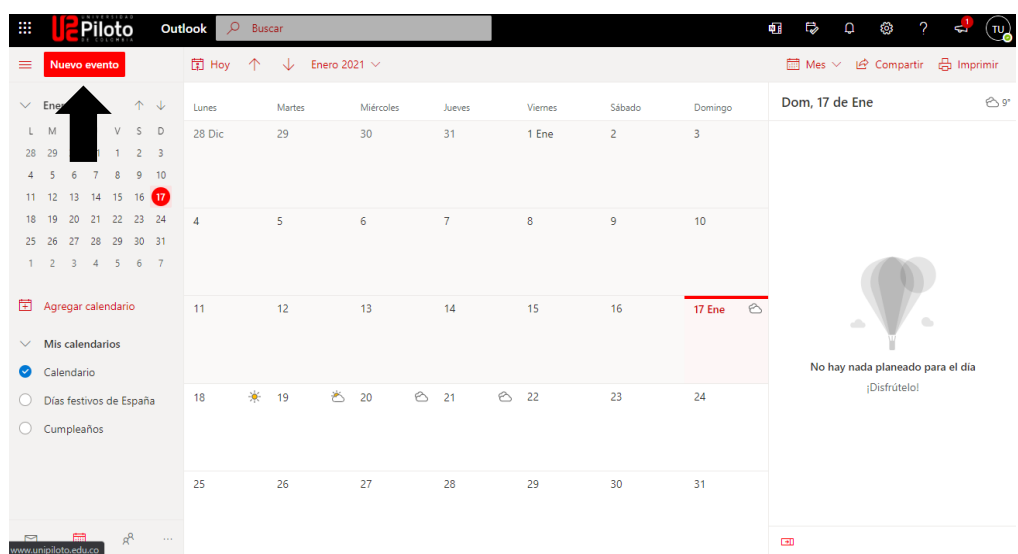 UNIVERSIDAD
Piloto
DE COLOMBIA
Outlook
Buscar
1
TU
Nuevo evento
Hoy
Enero 2021
Mes
Compartir
Imprimir
Lunes Martes Miércoles Jueves Viernes Sábado Domingo
Dom, 17 de Ene
9°
L M V S D
28 29 1 2 3
4 5 6 7 8 9 10
11 12 13 14 15 16 17
18 19 20 21 22 23 24
25 26 27 28 29 30 31
1 2 3 4 5 6 7
Agregar calendario
Mis calendarios
Calendario
Días festivos de España
Cumpleaños
www.unipiloto.edu.co
28 Dic 29 30 31 1 Ene 2 3
4 5 6 7 8 9 10
11 12 13 14 15 16 17 Ene
18 19 20 21 22 23 24
25 26 27 28 29 30 31
No hay nada planeado para el día
¡Disfrútelo!